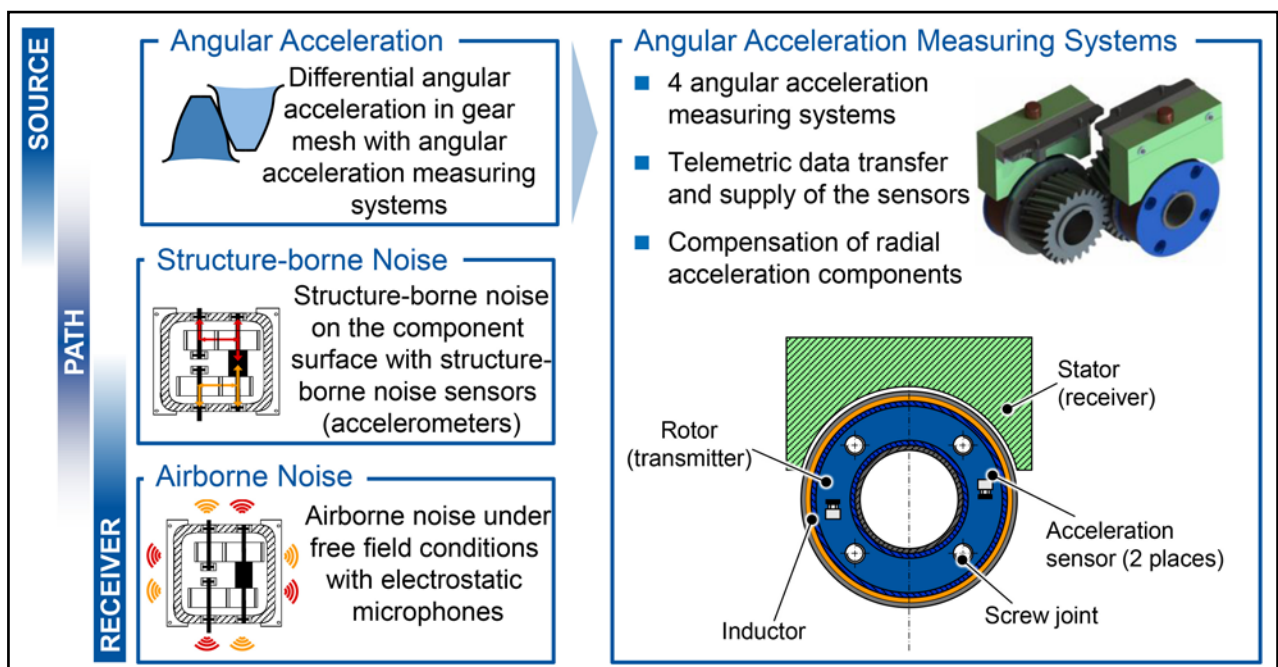 SOURCE
PATH
RECEIVER
Angular Acceleration
Differential angular
acceleration in gear
mesh with angular
acceleration measuring
systems
Structure-borne Noise
Structure-borne noise
on the component
surface with structure-
borne noise sensors
(accelerometers)
Airborne Noise
Airborne noise under
free field conditions
with electrostatic
microphones
Angular Acceleration Measuring Systems
4 angular acceleration
measuring systems
Telemetric data transfer
and supply of the sensors
Compensation of radial
acceleration components
Stator
(receiver)
Rotor
(transmitter)
Acceleration
sensor (2 places)
Screw joint
Inductor